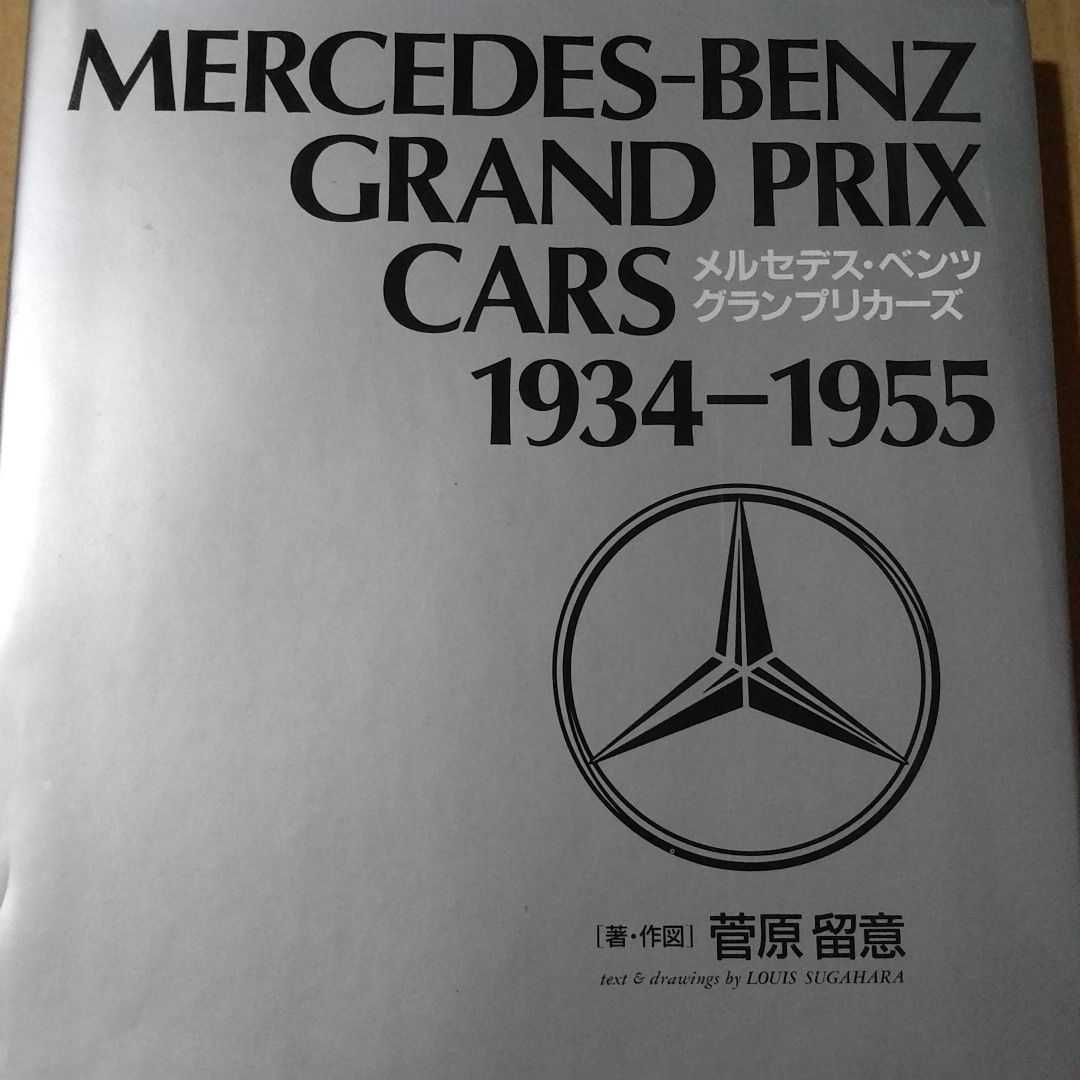 MERCEDES-BENZ
GRAND PRIX
CARS
メルセデス・ベンツ
グランプリカーズ
1934–1955
[著・作図] 菅原留意
text & drawings by LOUIS SUGAHARA